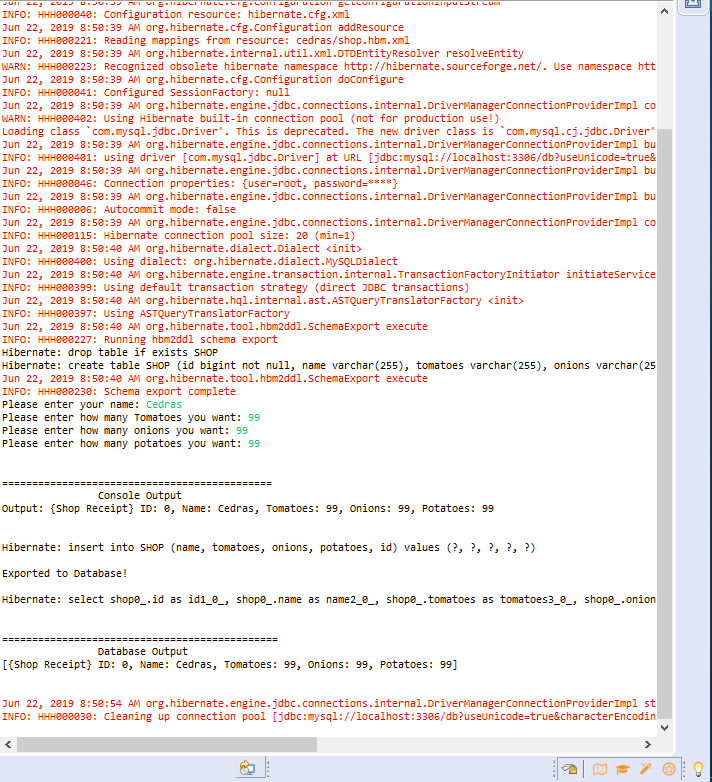 Jun 22, 2019 8:50:39 AM org.hibernate.cfg.Configuration getConfigurationInputStream
INFO: HHH000040: Configuration resource: hibernate.cfg.xml
Jun 22, 2019 8:50:39 AM org.hibernate.cfg.Configuration addResource
INFO: HHH000221: Reading mappings from resource: cedras/shop.hbm.xml
Jun 22, 2019 8:50:39 AM org.hibernate.internal.util.xml.DTDEntityResolver resolveEntity
WARN: HHH000223: Recognized obsolete hibernate namespace http://hibernate.sourceforge.net/. Use namespace htt
Jun 22, 2019 8:50:39 AM org.hibernate.cfg.Configuration doConfigure
INFO: HHH000041: Configured SessionFactory: null
Jun 22, 2019 8:50:39 AM org.hibernate.engine.jdbc.connections.internal.DriverManagerConnectionProviderImpl co
WARN: HHH000402: Using Hibernate built-in connection pool (not for production use!)
Loading class `com.mysql.jdbc.Driver'. This is deprecated. The new driver class is `com.mysql.cj.jdbc.Driver'
Jun 22, 2019 8:50:39 AM org.hibernate.engine.jdbc.connections.internal.DriverManagerConnectionProviderImpl bu
INFO: HHH000401: using driver [com.mysql.jdbc.Driver] at URL [jdbc:mysql://localhost:3306/db?useUnicode=true&
Jun 22, 2019 8:50:39 AM org.hibernate.engine.jdbc.connections.internal.DriverManagerConnectionProviderImpl bu
INFO: HHH000046: Connection properties: {user=root, password=****}
Jun 22, 2019 8:50:39 AM org.hibernate.engine.jdbc.connections.internal.DriverManagerConnectionProviderImpl bu
INFO: HHH000006: Autocommit mode: false
Jun 22, 2019 8:50:39 AM org.hibernate.engine.jdbc.connections.internal.DriverManagerConnectionProviderImpl co
INFO: HHH000115: Hibernate connection pool size: 20 (min=1)
Jun 22, 2019 8:50:40 AM org.hibernate.dialect.Dialect <init>
INFO: HHH000400: Using dialect: org.hibernate.dialect.MySQLDialect
Jun 22, 2019 8:50:40 AM org.hibernate.engine.transaction.internal.TransactionFactoryInitiator initiateService
INFO: HHH000399: Using default transaction strategy (direct JDBC transactions)
Jun 22, 2019 8:50:40 AM org.hibernate.hql.internal.ast.ASTQueryTranslatorFactory <init>
INFO: HHH000397: Using ASTQueryTranslatorFactory
Jun 22, 2019 8:50:40 AM org.hibernate.tool.hbm2ddl.SchemaExport execute
INFO: HHH000227: Running hbm2ddl schema export
Hibernate: drop table if exists SHOP
Hibernate: create table SHOP (id bigint not null, name varchar(255), tomatoes varchar(255), onions varchar(25
Jun 22, 2019 8:50:40 AM org.hibernate.tool.hbm2ddl.SchemaExport execute
INFO: HHH000230: Schema export complete
Please enter your name: Cedras
Please enter how many Tomatoes you want: 99
Please enter how many onions you want: 99
Please enter how many potatoes you want: 99
=============================================
Console Output
Output: {Shop Receipt} ID: 0, Name: Cedras, Tomatoes: 99, Onions: 99, Potatoes: 99
Hibernate: insert into SHOP (name, tomatoes, onions, potatoes, id) values (?, ?, ?, ?, ?)
Exported to Database!
Hibernate: select shop0_.id as id1_0_, shop0_.name as name2_0_, shop0_.tomatoes as tomatoes3_0_, shop0_.onion
==============================================
Database Output
[{Shop Receipt} ID: 0, Name: Cedras, Tomatoes: 99, Onions: 99, Potatoes: 99]
Jun 22, 2019 8:50:54 AM org.hibernate.engine.jdbc.connections.internal.DriverManagerConnectionProviderImpl st
INFO: HHH000030: Cleaning up connection pool [jdbc:mysql://localhost:3306/db?useUnicode=true&characterEncodin